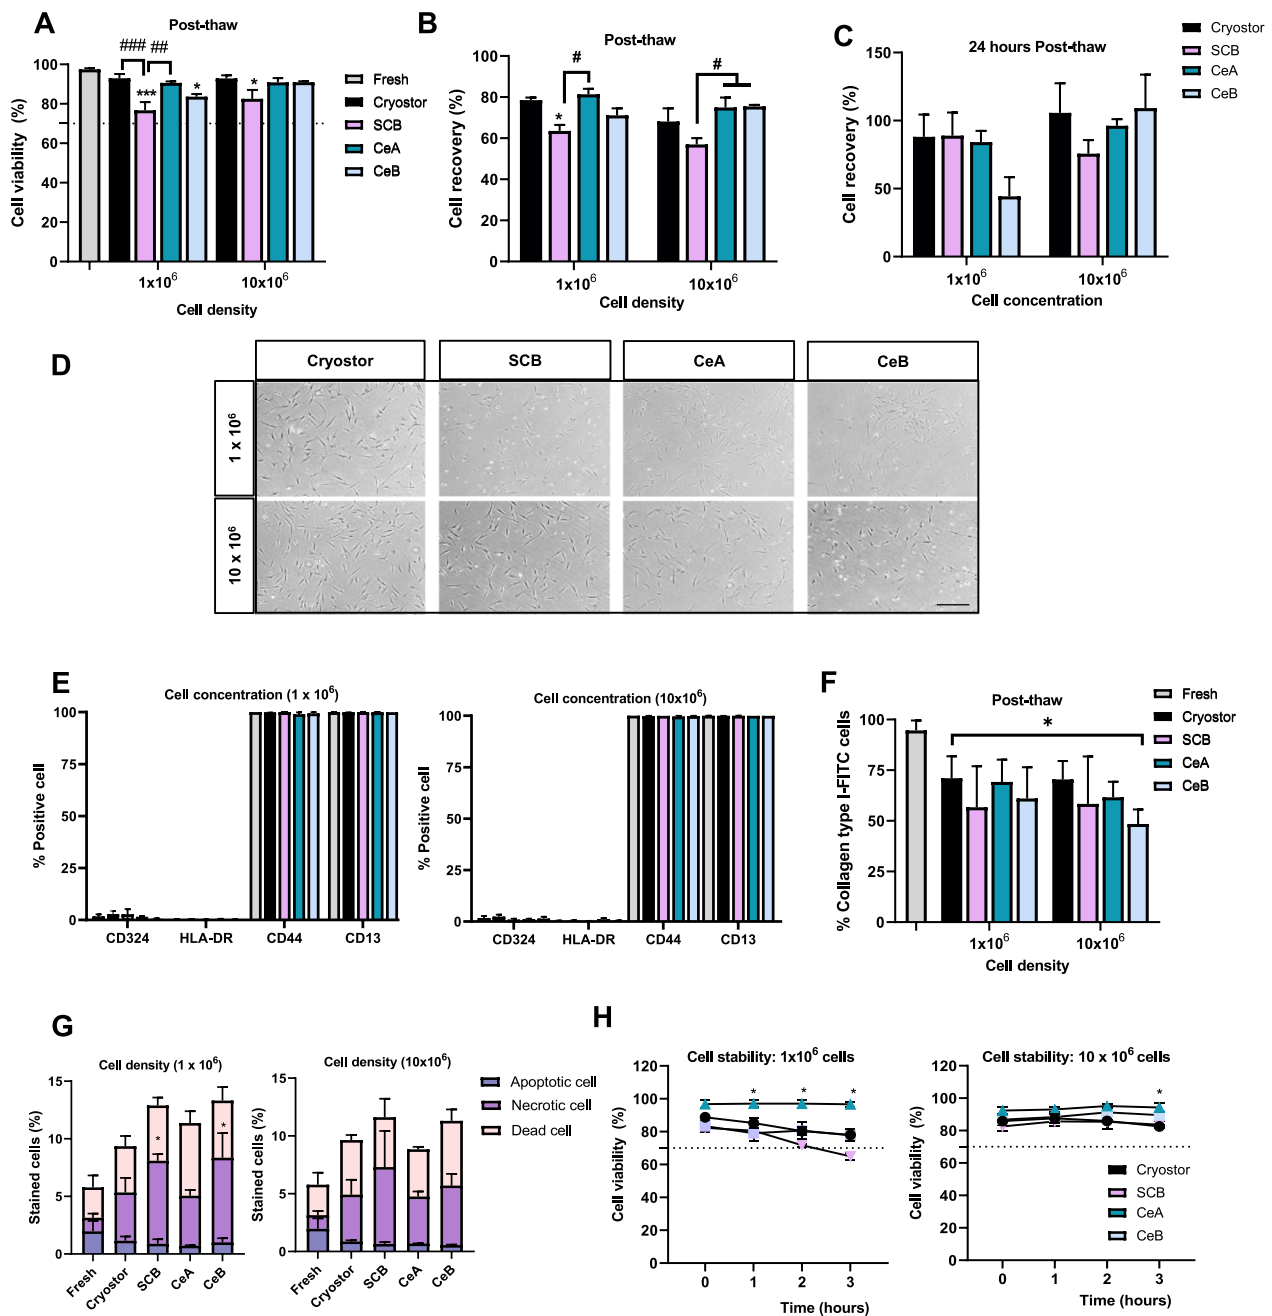 A
Post-thaw
### ##
*** * *
Cell viability (%)
100
80
60
40
20
0
1x10⁶ 10x10⁶
Cell density
Fresh
Cryostor
SCB
CeA
CeB
B
Post-thaw
# #
*
Cell recovery (%)
100
80
60
40
20
0
1x10⁶ 10x10⁶
Cell density
C
24 hours Post-thaw
Cell recovery (%)
150
100
50
0
1x10⁶ 10x10⁶
Cell concentration
Cryostor
SCB
CeA
CeB
D
Cryostor SCB CeA CeB
1 x 10⁶
10 x 10⁶
E
Cell concentration (1 x 10⁶)
% Positive cell
100
75
50
25
0
CD324 HLA-DR CD44 CD13
Cell concentration (10x10⁶)
% Positive cell
100
75
50
25
0
CD324 HLA-DR CD44 CD13
F
Post-thaw
*
% Collagen type I-FITC cells
100
75
50
25
0
1x10⁶ 10x10⁶
Cell density
Fresh
Cryostor
SCB
CeA
CeB
G
Cell density (1 x 10⁶)
* *
Stained cells (%)
15
10
5
0
Fresh Cryostor SCB CeA CeB
Cell density (10x10⁶)
Stained cells (%)
15
10
5
0
Fresh Cryostor SCB CeA CeB
Apoptotic cell
Necrotic cell
Dead cell
H
Cell stability: 1x10⁶ cells
* * *
Cell viability (%)
120
100
80
60
40
20
0
0 1 2 3
Time (hours)
Cell stability: 10 x 10⁶ cells
*
Cell viability (%)
120
100
80
60
40
20
0
0 1 2 3
Time (hours)
Cryostor
SCB
CeA
CeB